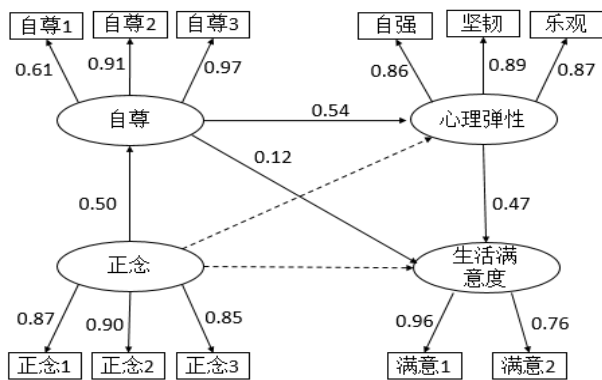 自尊1 自尊2 自尊3 自强 坚韧 乐观
0.61 0.91 0.97 0.86 0.89 0.87
自尊 0.54 心理弹性
0.12
0.50 0.47
正念 生活满
意度
0.87 0.90 0.85 0.96 0.76
正念1 正念2 正念3 满意1 满意2